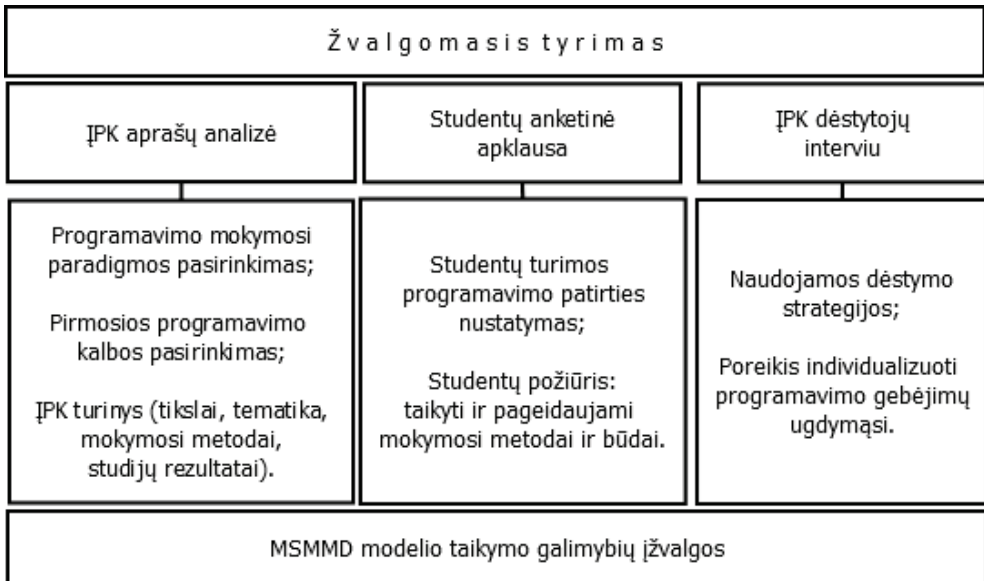 Žvalgomasis tyrimas
ĮPK aprašų analizė
Studentų anketinė
apklausa
ĮPK dėstytojų
interviu
Programavimo mokymosi
paradigmos pasirinkimas;
Pirmosios programavimo
kalbos pasirinkimas;
ĮPK turinys (tikslai, tematika,
mokymosi metodai,
studijų rezultatai).
Studentų turimos
programavimo patirties
nustatymas;
Studentų požiūris:
taikyti ir pageidaujami
mokymosi metodai ir būdai.
Naudojamos dėstymo
strategijos;
Poreikis individualizuoti
programavimo gebėjimų
ugdymąsi.
MSMMD modelio taikymo galimybių įžvalgos